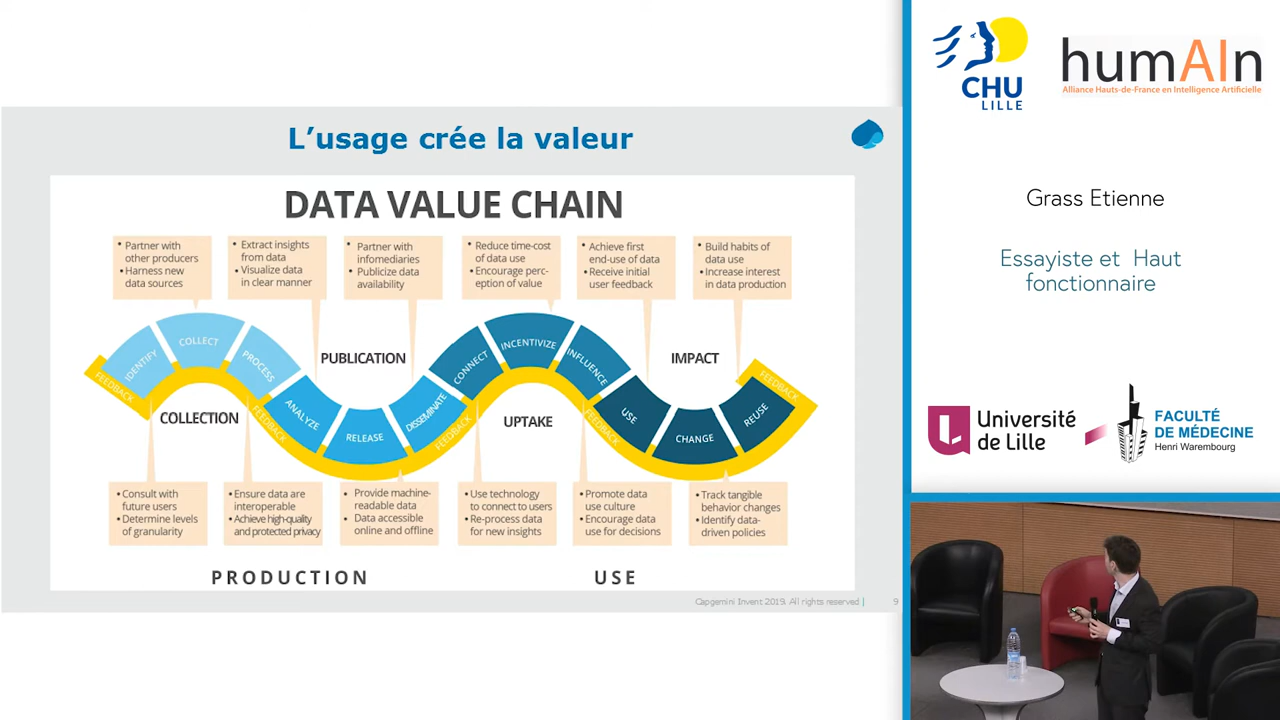 L'usage crée la valeur
DATA VALUE CHAIN
• Partner with
other producers
• Harness new
data sources
• Extract insights
from data
• Visualize data
in clear manner
• Partner with
infomediaries
• Publicize data
availability
• Reduce time-cost
of data use
• Encourage perc-
eption of value
• Achieve first
end-use of data
• Receive initial
user feedback
• Build habits of
data use
• Increase interest
in data production
FEEDBACK
IDENTIFY
COLLECT
PROCESS
FEEDBACK
ANALYZE
RELEASE
DISSEMINATE
FEEDBACK
CONNECT
INCENTIVIZE
INFLUENCE
FEEDBACK
USE
CHANGE
REUSE
FEEDBACK
COLLECTION
PUBLICATION
UPTAKE
IMPACT
• Consult with
future users
• Determine levels
of granularity
• Ensure data are
interoperable
• Achieve high-quality
and protected privacy
• Provide machine-
readable data
• Data accessible
online and offline
• Use technology
to connect to users
• Re-process data
for new insights
• Promote data
use culture
• Encourage data
use for decisions
• Track tangible
behavior changes
• Identify data-
driven policies
PRODUCTION
USE
Capgemini Invent 2019. All rights reserved |
9
CHU
LILLE
humAIn
Alliance Hauts-de-France en Intelligence Artificielle
Grass Etienne
Essayiste et Haut
fonctionnaire
Université
de Lille
FACULTÉ
DE MÉDECINE
Henri Warembourg